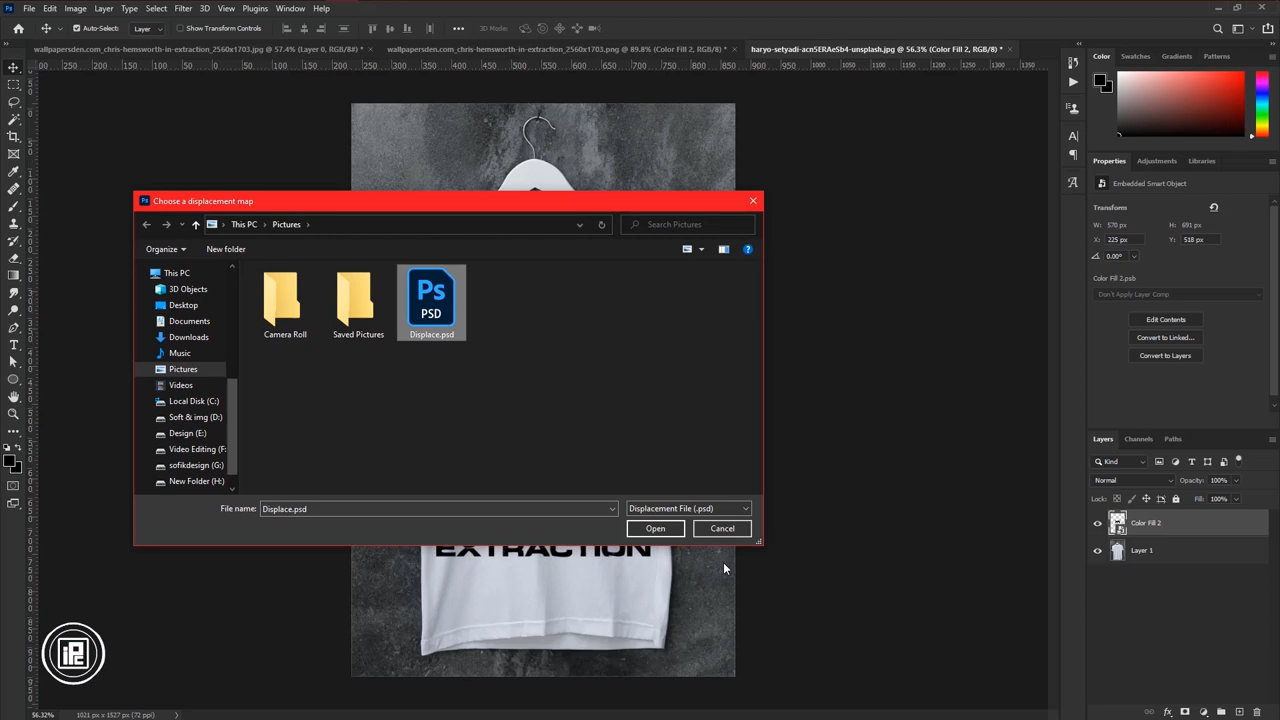 Ps File Edit Image Layer Type Select Filter 3D View Plugins Window Help
Auto-Select: Layer Show Transform Controls ••• 3D Mode:
wallpapersden.com_chris-hemsworth-in-extraction_2560x1703.jpg @ 57.4% (Layer 0, RGB/8#) * × wallpapersden.com_chris-hemsworth-in-extraction_2560x1703.png @ 89.8% (Color Fill 2, RGB/8) * × haryo-setyadi-acn5ERAeSb4-unsplash.jpg @ 56.3% (Color Fill 2, RGB/8) * ×
Color Swatches Gradients Patterns
Properties Adjustments Libraries
Embedded Smart Object
Transform
W: 570 px H: 691 px
X: 225 px Y: 518 px
0.00°
Color Fill 2.psb
Don't Apply Layer Comp
Edit Contents
Convert to Linked...
Convert to Layers
Layers Channels Paths
Kind
Normal Opacity: 100%
Lock: Fill: 100%
Color Fill 2
Layer 1
Ps Choose a displacement map
This PC > Pictures >
Search Pictures
Organize New folder
This PC
3D Objects
Desktop
Documents
Downloads
Music
Pictures
Videos
Local Disk (C:)
Soft & img (D:)
Design (E:)
Video Editing (F:
sofikdesign (G:)
New Folder (H:)
Camera Roll
Saved Pictures
Ps
PSD
Displace.psd
File name: Displace.psd
Displacement File (.psd)
Open Cancel
EXTRACTION
56.32% 1021 px x 1527 px (72 ppi) >